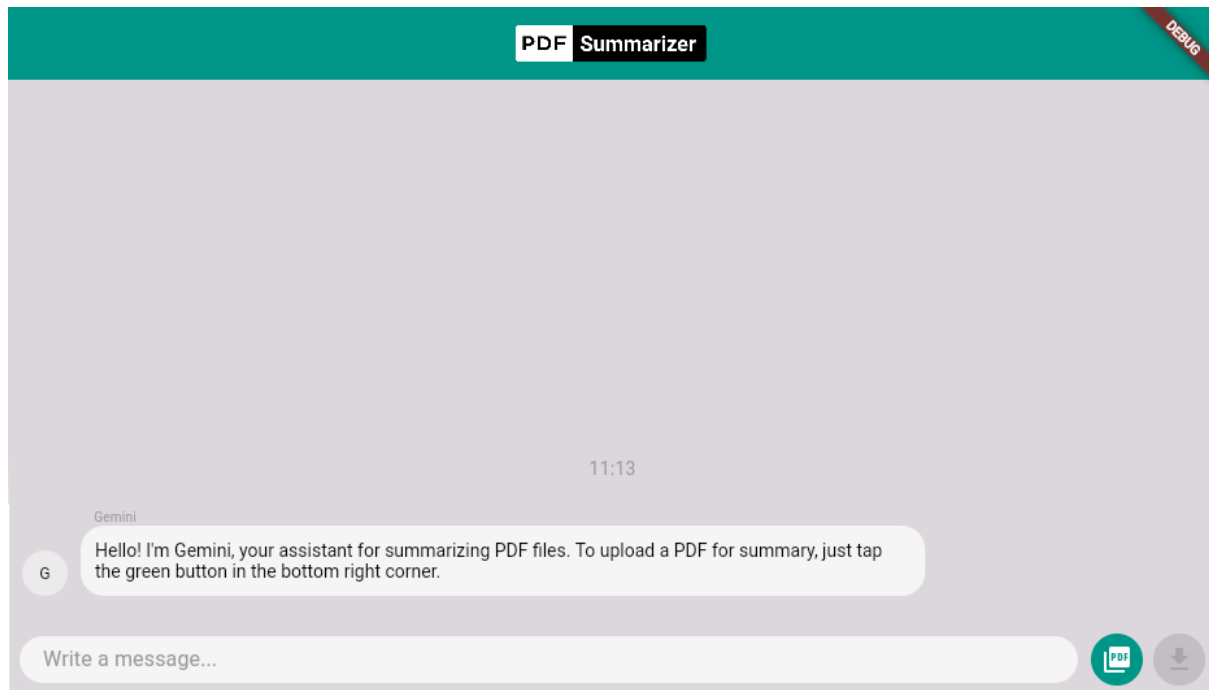 PDF Summarizer
DEBUG
11:13
Gemini
Hello! I'm Gemini, your assistant for summarizing PDF files. To upload a PDF for summary, just tap
the green button in the bottom right corner.
G
Write a message...
PDF